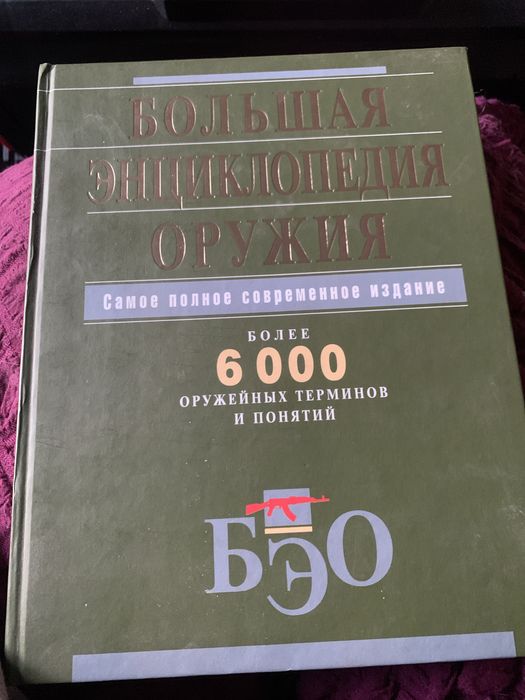 БОЛЬШАЯ
ЭНЦИКЛОПЕДИЯ
ОРУЖИЯ
Самое полное современное издание
БОЛЕЕ
6 000
ОРУЖЕЙНЫХ ТЕРМИНОВ
И ПОНЯТИЙ
БЭО